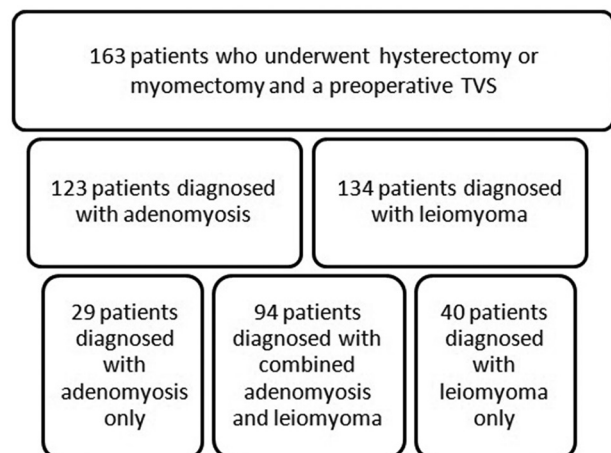 163 patients who underwent hysterectomy or
myomectomy and a preoperative TVS
123 patients diagnosed
with adenomyosis
134 patients diagnosed
with leiomyoma
29 patients
diagnosed
with
adenomyosis
only
94 patients
diagnosed with
combined
adenomyosis
and leiomyoma
40 patients
diagnosed
with
leiomyoma
only